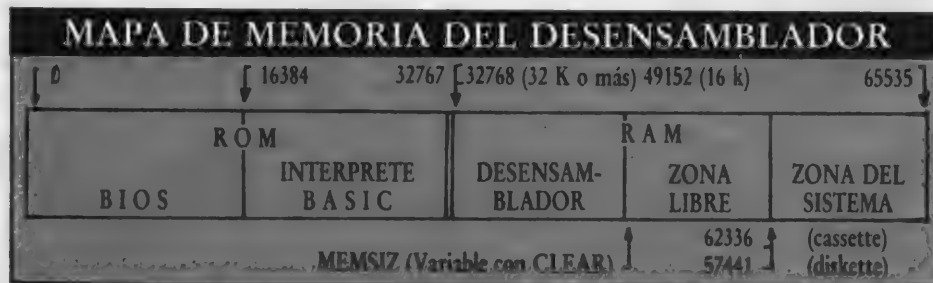 MAPA DE MEMORIA DEL DESENSAMBLADOR
0 16384 32767 32768 (32 K o más) 49152 (16 k) 65535
ROM RAM
BIOS INTERPRETE BASIC DESENSAM-BLADOR ZONA LIBRE ZONA DEL SISTEMA
62336 (cassette)
MEMSIZ (Variable con CLEAR) 57441 (diskette)